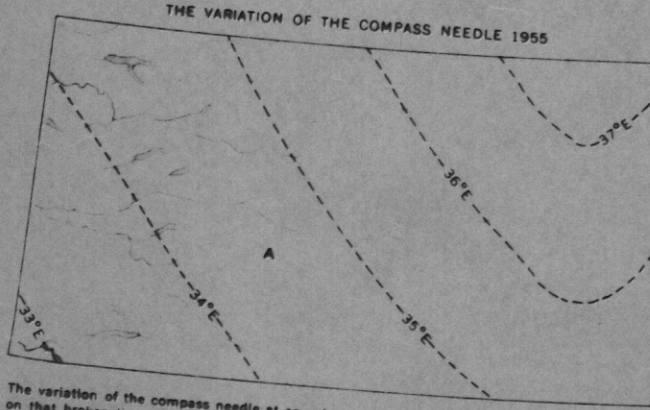 THE VARIATION OF THE COMPASS NEEDLE 1955
37°E
36°E
A
34°E
33°E
35°E
The variation of the compass needle at
on that